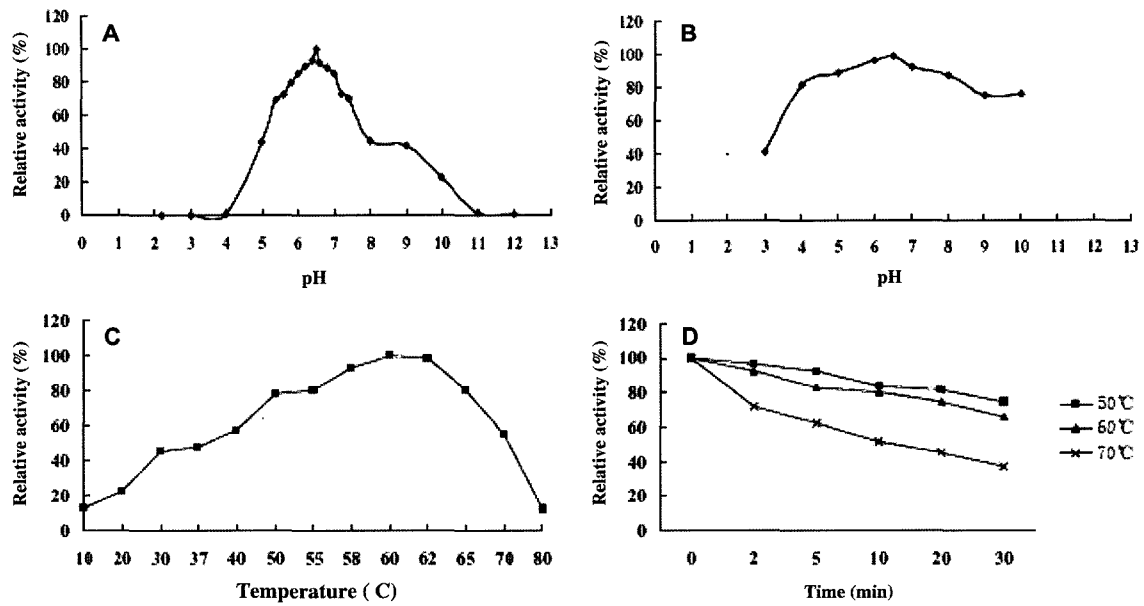 A
Relative activity (%)
120
100
80
60
40
20
0
0 1 2 3 4 5 6 7 8 9 10 11 12 13
pH
B
Relative activity (%)
120
100
80
60
40
20
0
0 1 2 3 4 5 6 7 8 9 10 11 12 13
pH
C
Relative activity (%)
120
100
80
60
40
20
0
10 20 30 37 40 50 55 58 60 62 65 70 80
Temperature ( C)
D
Relative activity (%)
120
100
80
60
40
20
0
0 2 5 10 20 30
Time (min)
50℃
60℃
70℃